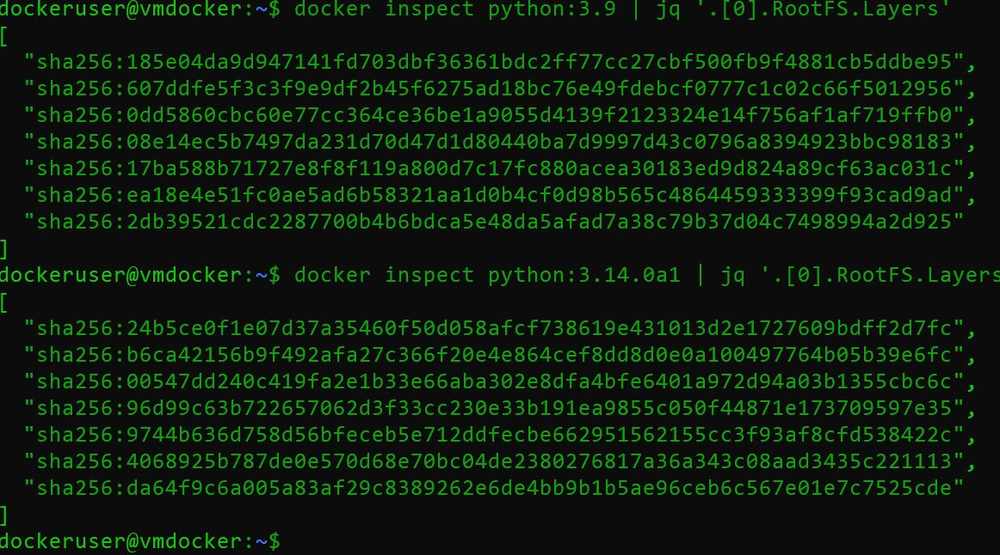 dockeruser@vmdocker:~$ docker inspect python:3.9 | jq '.[0].RootFS.Layers'
[
  "sha256:185e04da9d947141fd703dbf36361bdc2ff77cc27cbf500fb9f4881cb5ddbe95",
  "sha256:607ddfe5f3c3f9e9df2b45f6275ad18bc76e49fdebcf0777c1c02c66f5012956",
  "sha256:0dd5860cbc60e77cc364ce36be1a9055d4139f2123324e14f756af1af719ffb0",
  "sha256:08e14ec5b7497da231d70d47d1d80440ba7d9997d43c0796a8394923bbc98183",
  "sha256:17ba588b71727e8f8f119a800d7c17fc880acea30183ed9d824a89cf63ac031c",
  "sha256:ea18e4e51fc0ae5ad6b58321aa1d0b4cf0d98b565c4864459333399f93cad9ad",
  "sha256:2db39521cdc2287700b4b6bdca5e48da5afad7a38c79b37d04c7498994a2d925"
]
dockeruser@vmdocker:~$ docker inspect python:3.14.0a1 | jq '.[0].RootFS.Layers
[
  "sha256:24b5ce0f1e07d37a35460f50d058afcf738619e431013d2e1727609bdff2d7fc",
  "sha256:b6ca42156b9f492afa27c366f20e4e864cef8dd8d0e0a100497764b05b39e6fc",
  "sha256:00547dd240c419fa2e1b33e66aba302e8dfa4bfe6401a972d94a03b1355cbc6c",
  "sha256:96d99c63b722657062d3f33cc230e33b191ea9855c050f44871e173709597e35",
  "sha256:9744b636d758d56bfeceb5e712ddfecbe662951562155cc3f93af8cfd538422c",
  "sha256:4068925b787de0e570d68e70bc04de2380276817a36a343c08aad3435c221113",
  "sha256:da64f9c6a005a83af29c8389262e6de4bb9b1b5ae96ceb6c567e01e7c7525cde"
]
dockeruser@vmdocker:~$